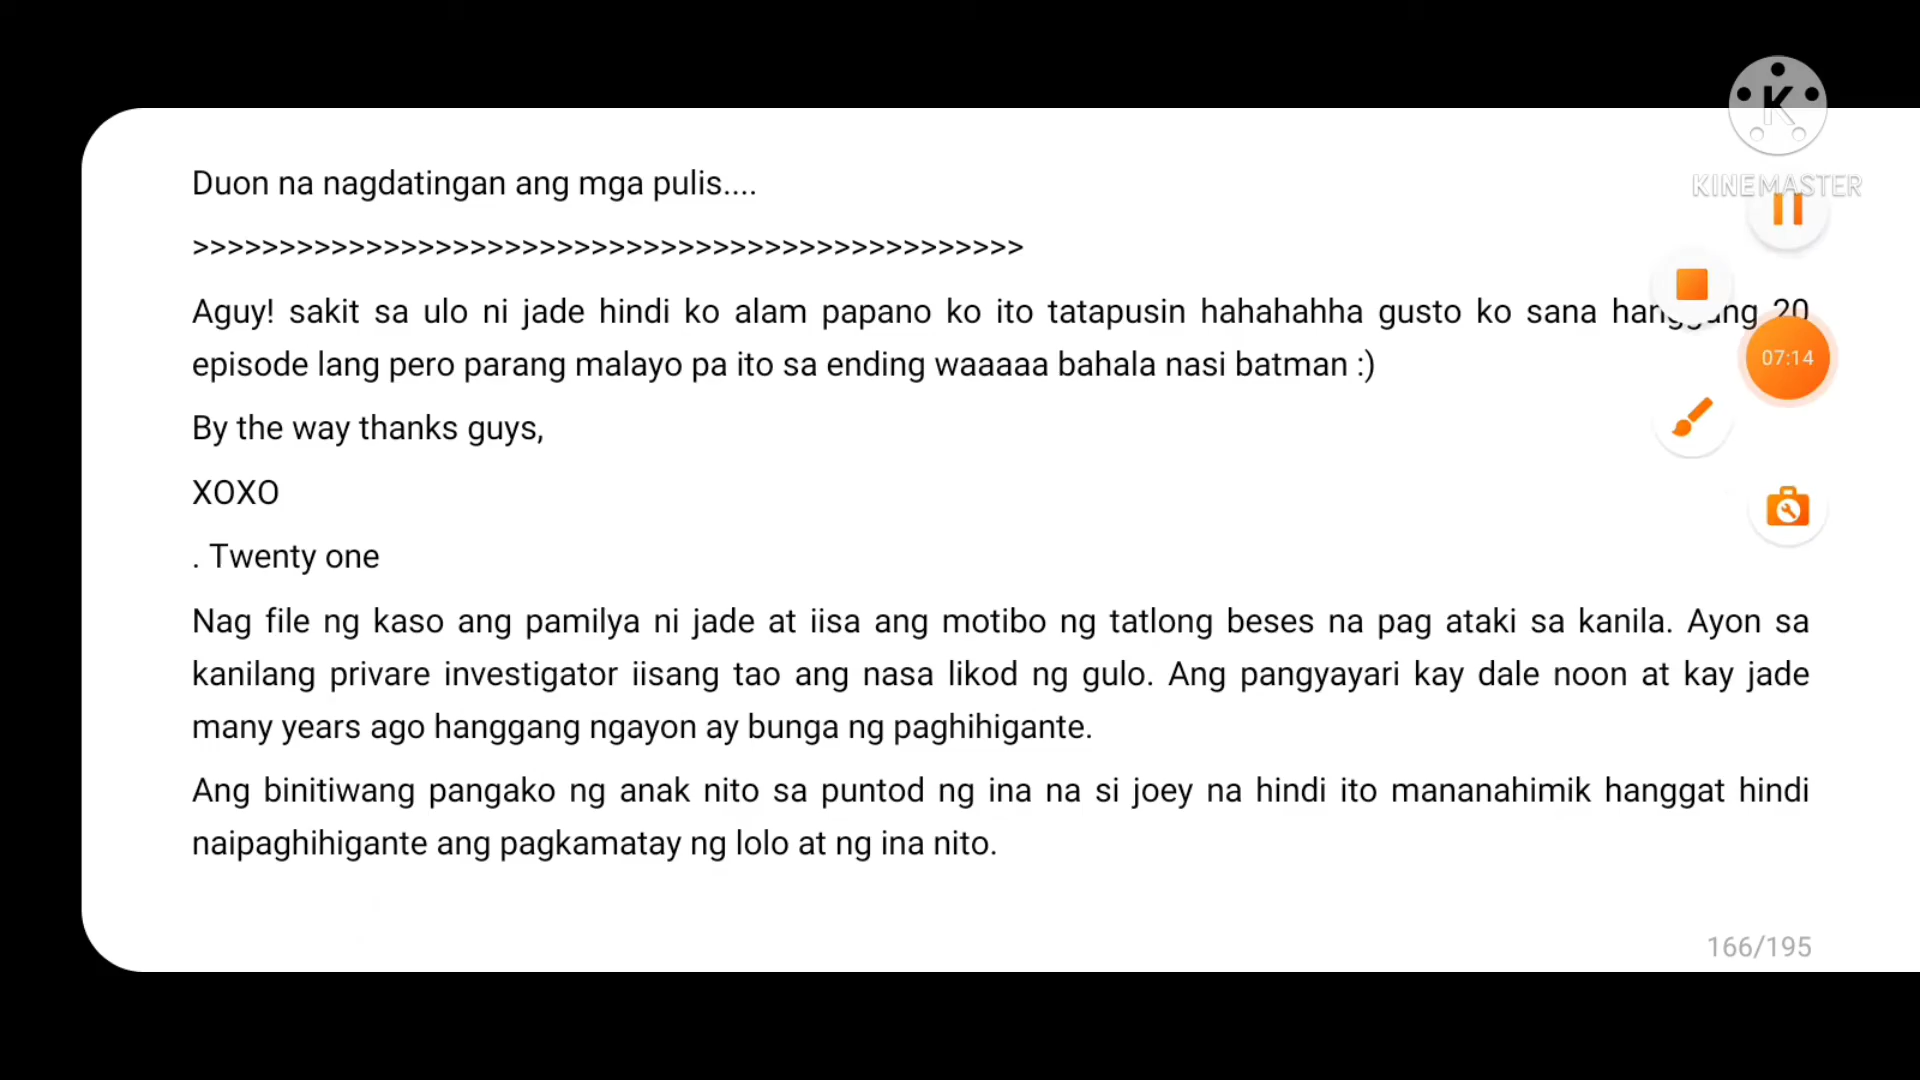 Duon na nagdatingan ang mga pulis....
>>>>>>>>>>>>>>>>>>>>>>>>>>>>>>>>>>>>>>>>>>>>>>>>
Aguy! sakit sa ulo ni jade hindi ko alam papano ko ito tatapusin hahahahha gusto ko sana hanggang 20
episode lang pero parang malayo pa ito sa ending waaaaa bahala nasi batman :)
By the way thanks guys,
XOXO
. Twenty one
Nag file ng kaso ang pamilya ni jade at iisa ang motibo ng tatlong beses na pag ataki sa kanila. Ayon sa
kanilang privare investigator iisang tao ang nasa likod ng gulo. Ang pangyayari kay dale noon at kay jade
many years ago hanggang ngayon ay bunga ng paghihigante.
Ang binitiwang pangako ng anak nito sa puntod ng ina na si joey na hindi ito mananahimik hanggat hindi
naipaghihigante ang pagkamatay ng lolo at ng ina nito.
166/195
K
KINEMASTER
07:14